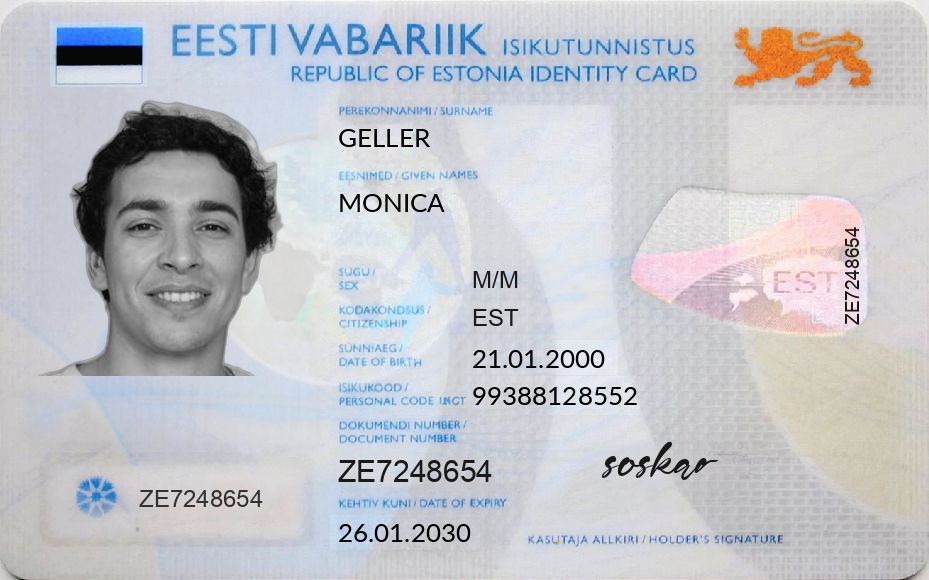 EESTI VABARIIK ISIKUTUNNISTUS
REPUBLIC OF ESTONIA IDENTITY CARD
PEREKONNANIMI / SURNAME
GELLER
EESNIMED / GIVEN NAMES
MONICA
SUGU / SEX
M/M
KODAKONDSUS / CITIZENSHIP
EST
SÜNNIAEG / DATE OF BIRTH
21.01.2000
ISIKUKOOD / PERSONAL CODE
99388128552
DOKUMENDI NUMBER / DOCUMENT NUMBER
ZE7248654
KEHTIV KUNI / DATE OF EXPIRY
26.01.2030
ZE7248654
EST
ZE7248654
soskar
KASUTAJA ALLKIRI / HOLDER'S SIGNATURE